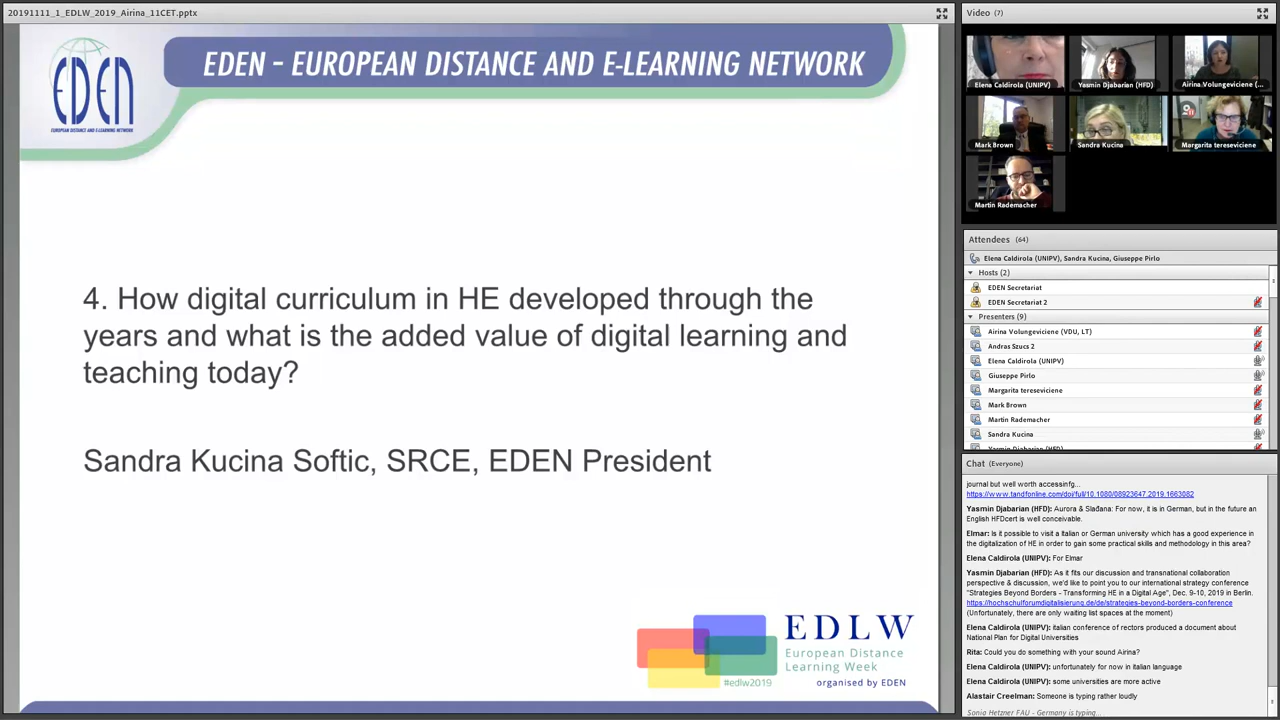 20191111_1_EDLW_2019_Airina_11CET.pptx
EDEN
EUROPEAN DISTANCE AND E-LEARNING NETWORK
EDEN - EUROPEAN DISTANCE AND E-LEARNING NETWORK
4. How digital curriculum in HE developed through the
years and what is the added value of digital learning and
teaching today?
Sandra Kucina Softic, SRCE, EDEN President
#edlw2019
EDLW
European Distance
Learning Week
organised by EDEN
Video (7)
Elena Caldirola (UNIPV)
Yasmin Djabarian (HFD)
Airina Volungeviciene (...
Mark Brown
Sandra Kucina
Margarita tereseviciene
Martin Rademacher
Attendees (64)
Elena Caldirola (UNIPV), Sandra Kucina, Giuseppe Pirlo
Hosts (2)
EDEN Secretariat
EDEN Secretariat 2
Presenters (9)
Airina Volungeviciene (VDU, LT)
Andras Szucs 2
Elena Caldirola (UNIPV)
Giuseppe Pirlo
Margarita tereseviciene
Mark Brown
Martin Rademacher
Sandra Kucina
Yasmin Djabarian (HFD)
Chat (Everyone)
journal but well worth accessinfg...
https://www.tandfonline.com/doi/full/10.1080/08923647.2019.1663082
Yasmin Djabarian (HFD): Aurora & Slađana: For now, it is in German, but in the future an
English HFDcert is well conceivable.
Elmar: Is it possible to visit a Italian or German university which has a good experience in
the digitalization of HE in order to gain some practical skills and methodology in this area?
Elena Caldirola (UNIPV): For Elmar
Yasmin Djabarian (HFD): As it fits our discussion and transnational collaboration
perspective & discussion, we'd like to point you to our international strategy conference
"Strategies Beyond Borders - Transforming HE in a Digital Age", Dec. 9-10, 2019 in Berlin.
https://hochschulforumdigitalisierung.de/de/strategies-beyond-borders-conference
(Unfortunately, there are only waiting list spaces at the moment)
Elena Caldirola (UNIPV): italian conference of rectors produced a document about
National Plan for Digital Universities
Rita: Could you do something with your sound Airina?
Elena Caldirola (UNIPV): unfortunately for now in italian language
Elena Caldirola (UNIPV): some universities are more active
Alastair Creelman: Someone is typing rather loudly
Sonia Hetzner FAU - Germany is typing...